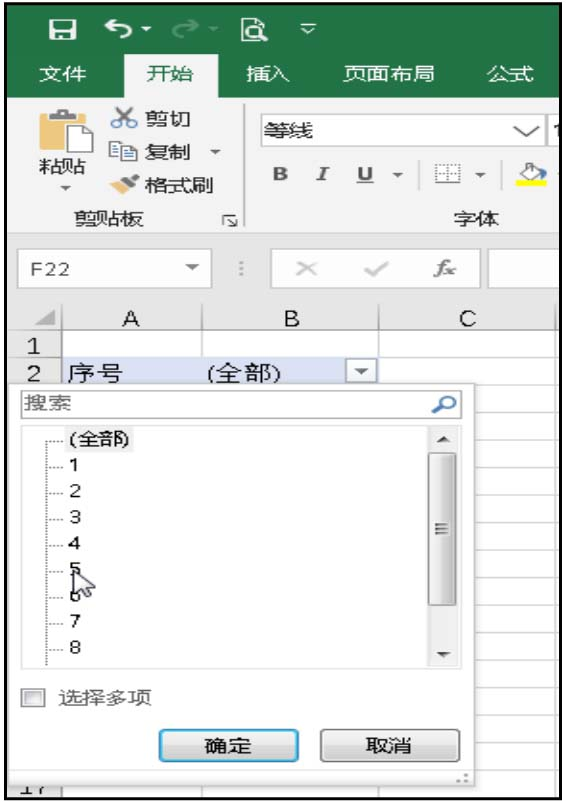 文件 开始 插入 页面布局 公式
剪切
复制
粘贴
格式刷
等线
B I U
剪贴板 字体
F22 fx
A B C
1
2 序号 (全部)
搜索
(全部)
1
2
3
4
5
6
7
8
选择多项
确定 取消
17